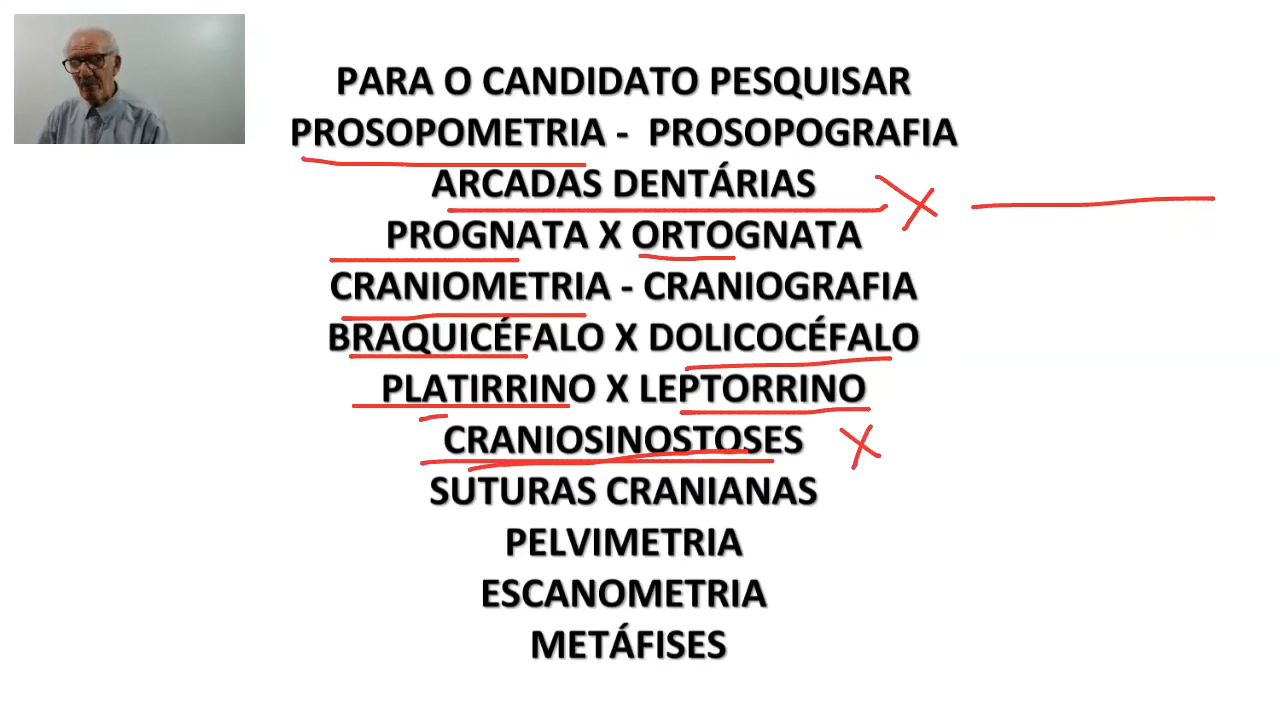 PARA O CANDIDATO PESQUISAR
PROSOPOMETRIA - PROSOPOGRAFIA
ARCADAS DENTÁRIAS
PROGNATA X ORTOGNATA
CRANIOMETRIA - CRANIOGRAFIA
BRAQUICÉFALO X DOLICOCÉFALO
PLATIRRINO X LEPTORRINO
CRANIOSINOSTOSES
SUTURAS CRANIANAS
PELVIMETRIA
ESCANOMETRIA
METÁFISES